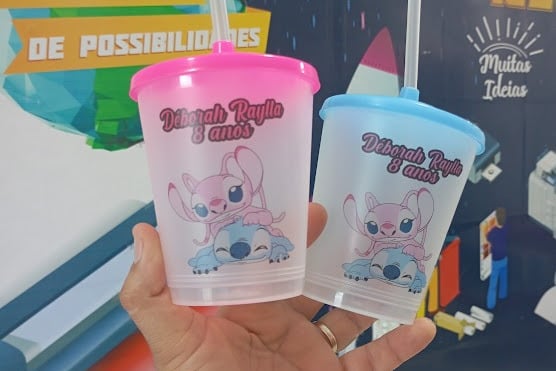 DE POSSIBILIDADES
Muitas
Ideias
Déborah Raylla
8 anos
Déborah Raylla
8 anos